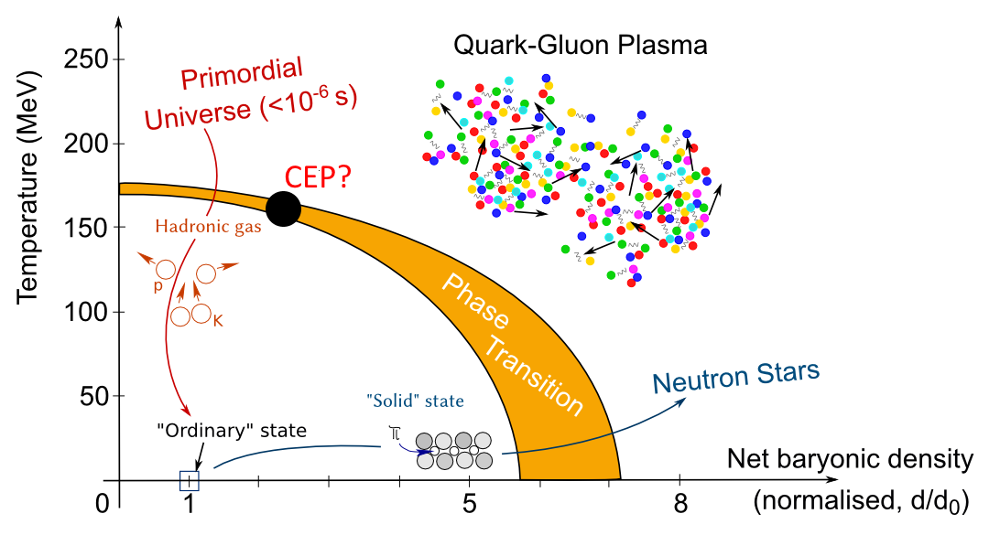 Quark-Gluon Plasma
Temperature (MeV)
250
200
150
100
50
0
Primordial
Universe (<10⁻⁶ s)
CEP?
Hadronic gas
p
K
Phase
Transition
"Ordinary" state
"Solid" state
π
Neutron Stars
1
5
8
Net baryonic density
(normalised, d/d₀)